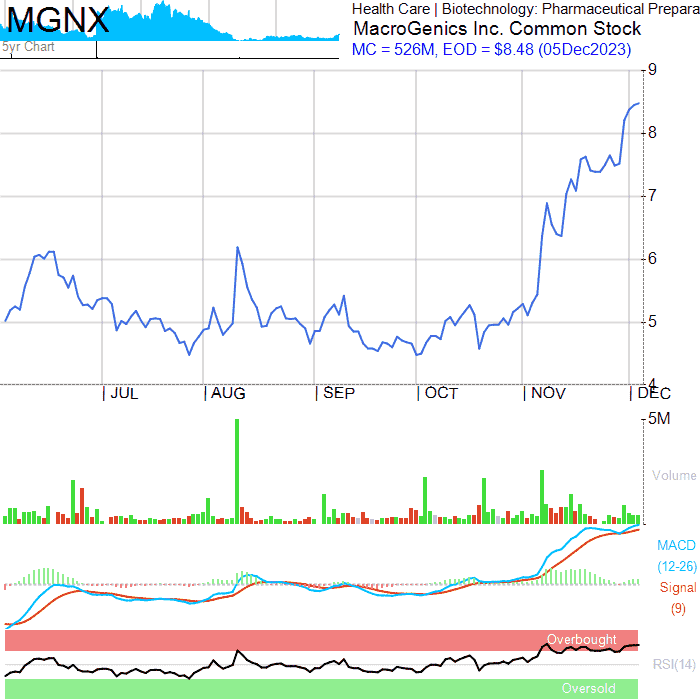 MGNX
5yr Chart
Health Care | Biotechnology: Pharmaceutical Prepara
MacroGenics Inc. Common Stock
MC = 526M, EOD = $8.48 (05Dec2023)
9
8
7
6
5
4
| JUL | AUG | SEP | OCT | NOV | DEC
5M
Volume
MACD
(12-26)
Signal
(9)
Overbought
RSI(14)
Oversold